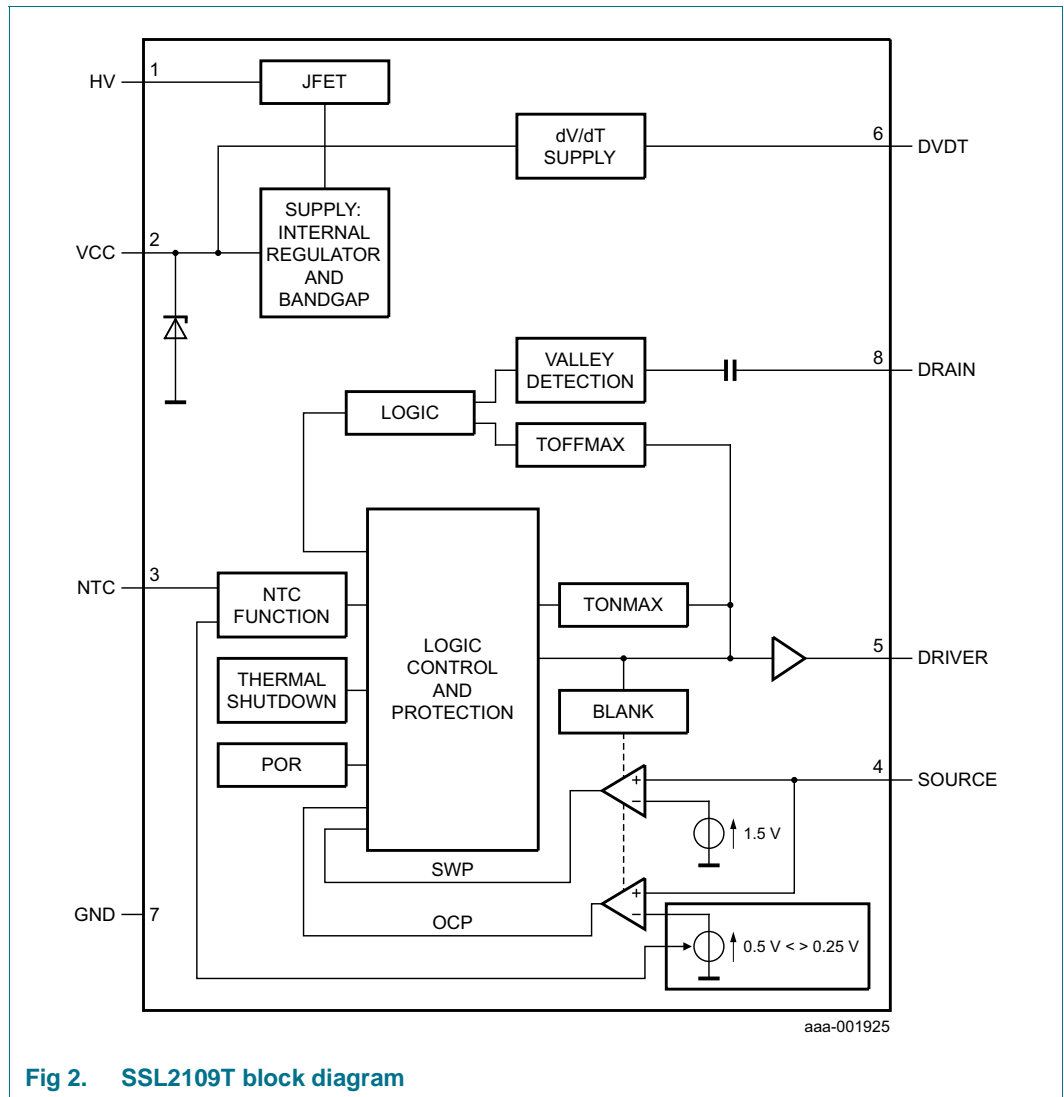 HV
1
JFET
dV/dT
SUPPLY
6
DVDT
SUPPLY:
INTERNAL
REGULATOR
AND
BANDGAP
VCC
2
VALLEY
DETECTION
8
DRAIN
LOGIC
TOFFMAX
NTC
3
NTC
FUNCTION
TONMAX
LOGIC
CONTROL
AND
PROTECTION
5
DRIVER
THERMAL
SHUTDOWN
BLANK
POR
4
SOURCE
+
−
1.5 V
SWP
+
−
GND
7
OCP
0.5 V < > 0.25 V
aaa-001925
Fig 2. SSL2109T block diagram